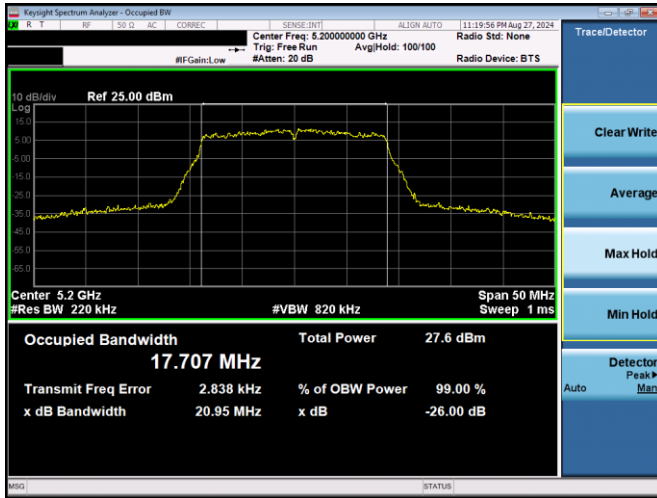 Keysight Spectrum Analyzer - Occupied BW
R T RF 50 Ω AC CORREC SENSE:INT ALIGN AUTO 11:19:56 PM Aug 27, 2024
Center Freq: 5.200000000 GHz Radio Std: None
Trig: Free Run Avg|Hold: 100/100
#IFGain:Low #Atten: 20 dB Radio Device: BTS
Trace/Detector
10 dB/div Ref 25.00 dBm
Log
15.0
5.00
-5.00
-15.0
-25.0
-35.0
-45.0
-55.0
-65.0
Center 5.2 GHz Span 50 MHz
#Res BW 220 kHz #VBW 820 kHz Sweep 1 ms
Occupied Bandwidth Total Power 27.6 dBm
17.707 MHz
Transmit Freq Error 2.838 kHz % of OBW Power 99.00 %
x dB Bandwidth 20.95 MHz x dB -26.00 dB
Clear Write
Average
Max Hold
Min Hold
Detector
Peak▶
Auto Man
MSG STATUS